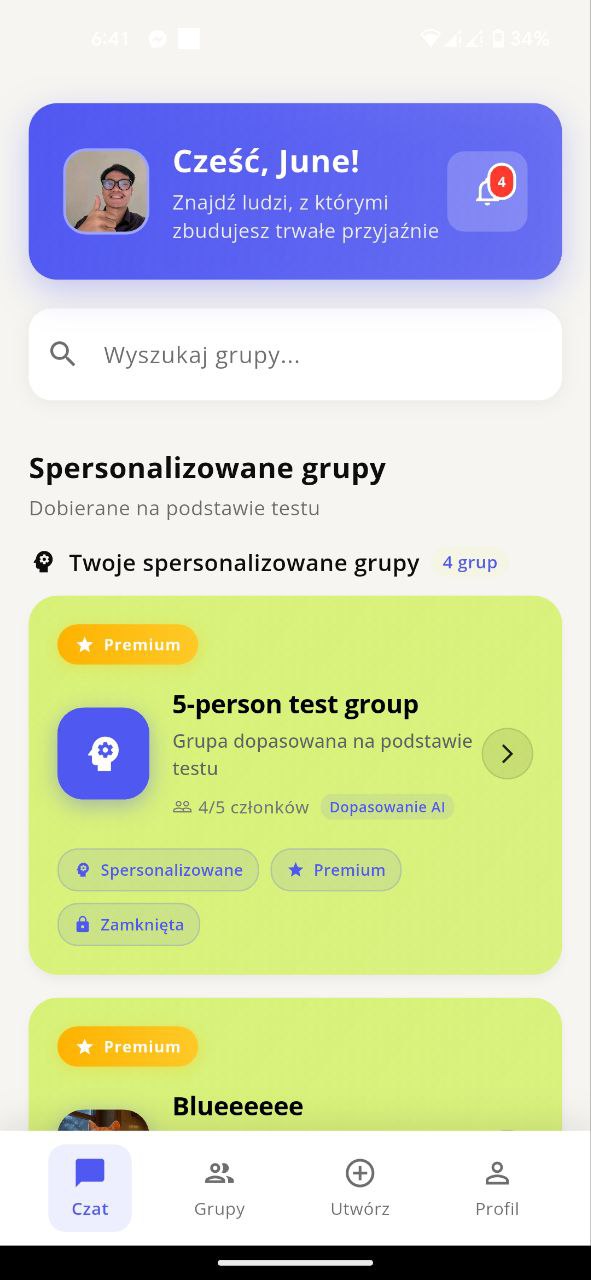 6:41
34%
Cześć, June!
4
Znajdź ludzi, z którymi
zbudujesz trwałe przyjaźnie
Wyszukaj grupy...
Spersonalizowane grupy
Dobierane na podstawie testu
Twoje spersonalizowane grupy
4 grup
Premium
5-person test group
Grupa dopasowana na podstawie
testu
4/5 członków
Dopasowanie AI
Spersonalizowane
Premium
Zamknięta
Premium
Blueeeeee
Czat
Grupy
Utwórz
Profil